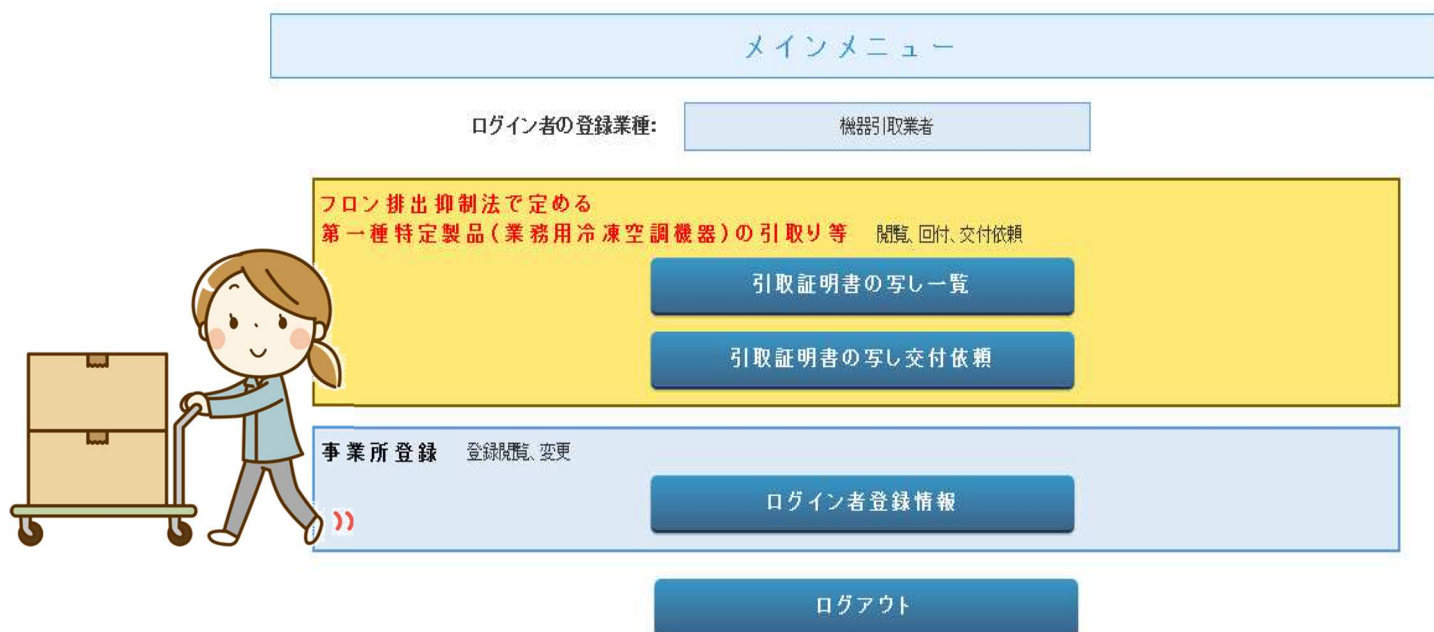 メインメニュー
ログイン者の登録業種: 機器引取業者
フロン排出抑制法で定める
第一種特定製品(業務用冷凍空調機器)の引取り等 閲覧、回付、交付依頼
引取証明書の写し一覧
引取証明書の写し交付依頼
事業所登録 登録閲覧、変更
ログイン者登録情報
ログアウト